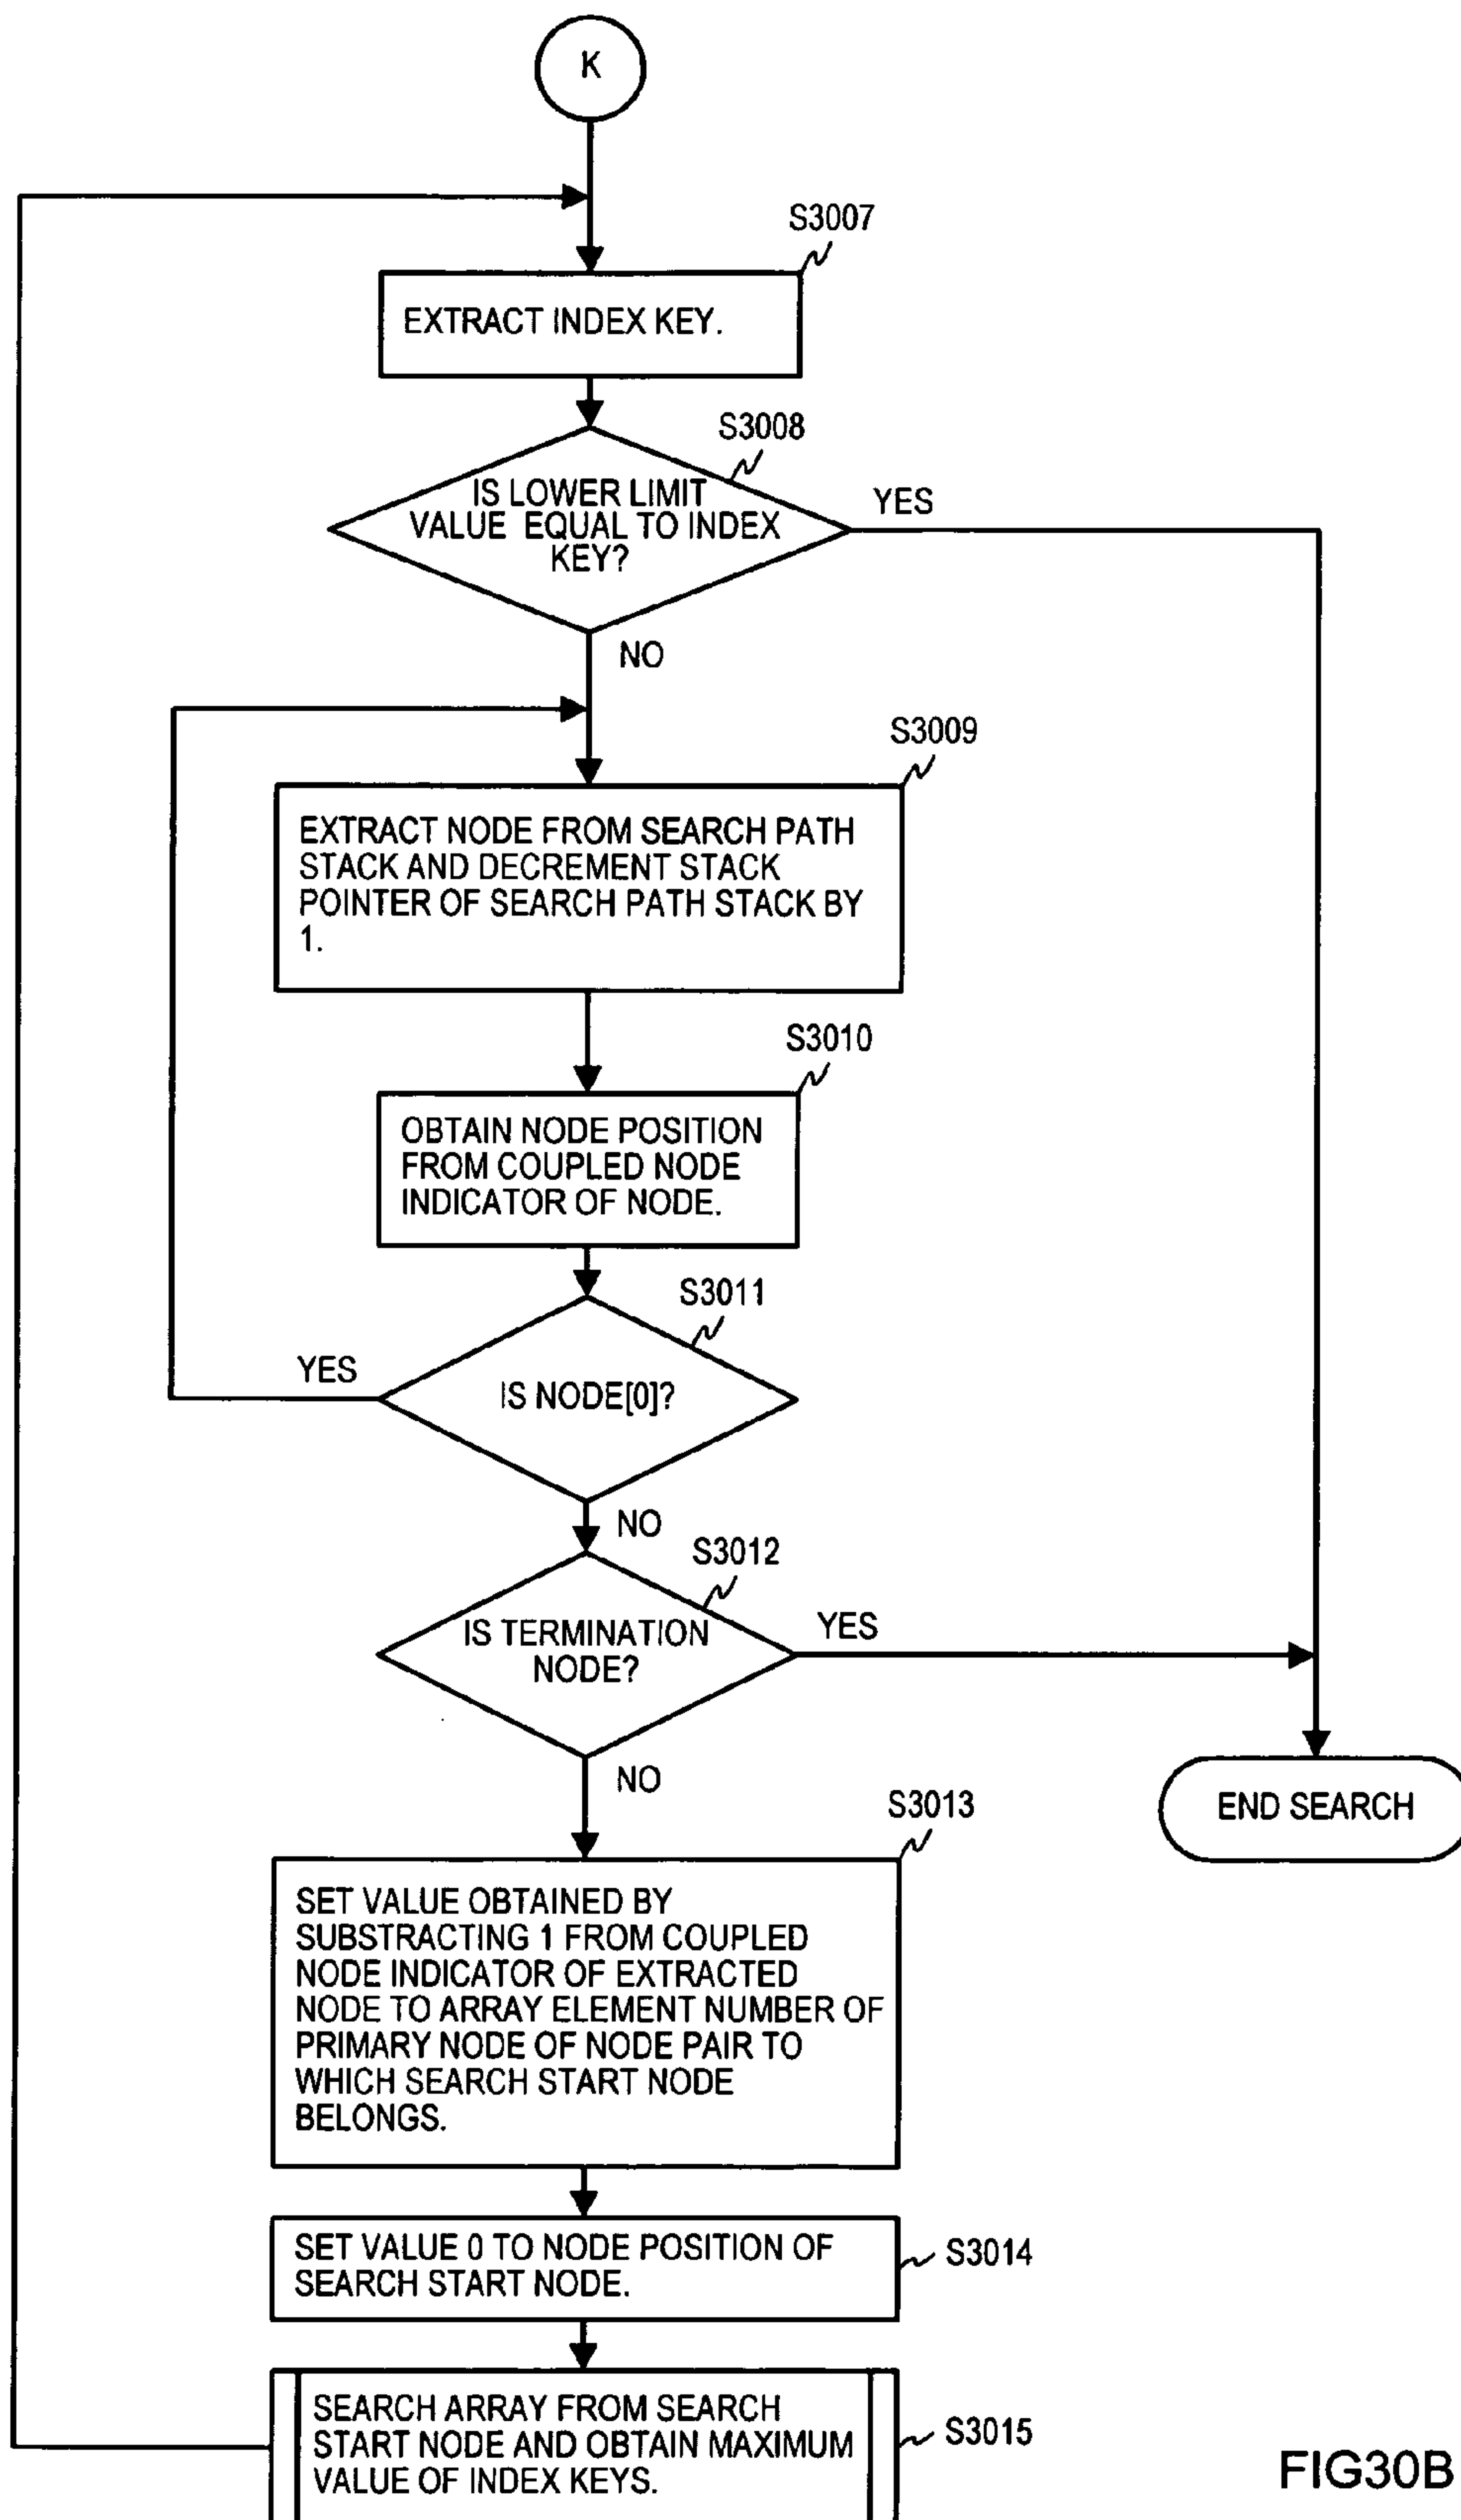 K
S3007
EXTRACT INDEX KEY.
S3008
IS LOWER LIMIT
VALUE EQUAL TO INDEX
KEY?
YES
NO
S3009
EXTRACT NODE FROM SEARCH PATH
STACK AND DECREMENT STACK
POINTER OF SEARCH PATH STACK BY
1.
S3010
OBTAIN NODE POSITION
FROM COUPLED NODE
INDICATOR OF NODE.
S3011
YES
IS NODE[0]?
NO
S3012
IS TERMINATION
NODE?
YES
NO
END SEARCH
S3013
SET VALUE OBTAINED BY
SUBSTRACTING 1 FROM COUPLED
NODE INDICATOR OF EXTRACTED
NODE TO ARRAY ELEMENT NUMBER OF
PRIMARY NODE OF NODE PAIR TO
WHICH SEARCH START NODE
BELONGS.
SET VALUE 0 TO NODE POSITION OF
SEARCH START NODE.
S3014
SEARCH ARRAY FROM SEARCH
START NODE AND OBTAIN MAXIMUM
VALUE OF INDEX KEYS.
S3015
FIG30B